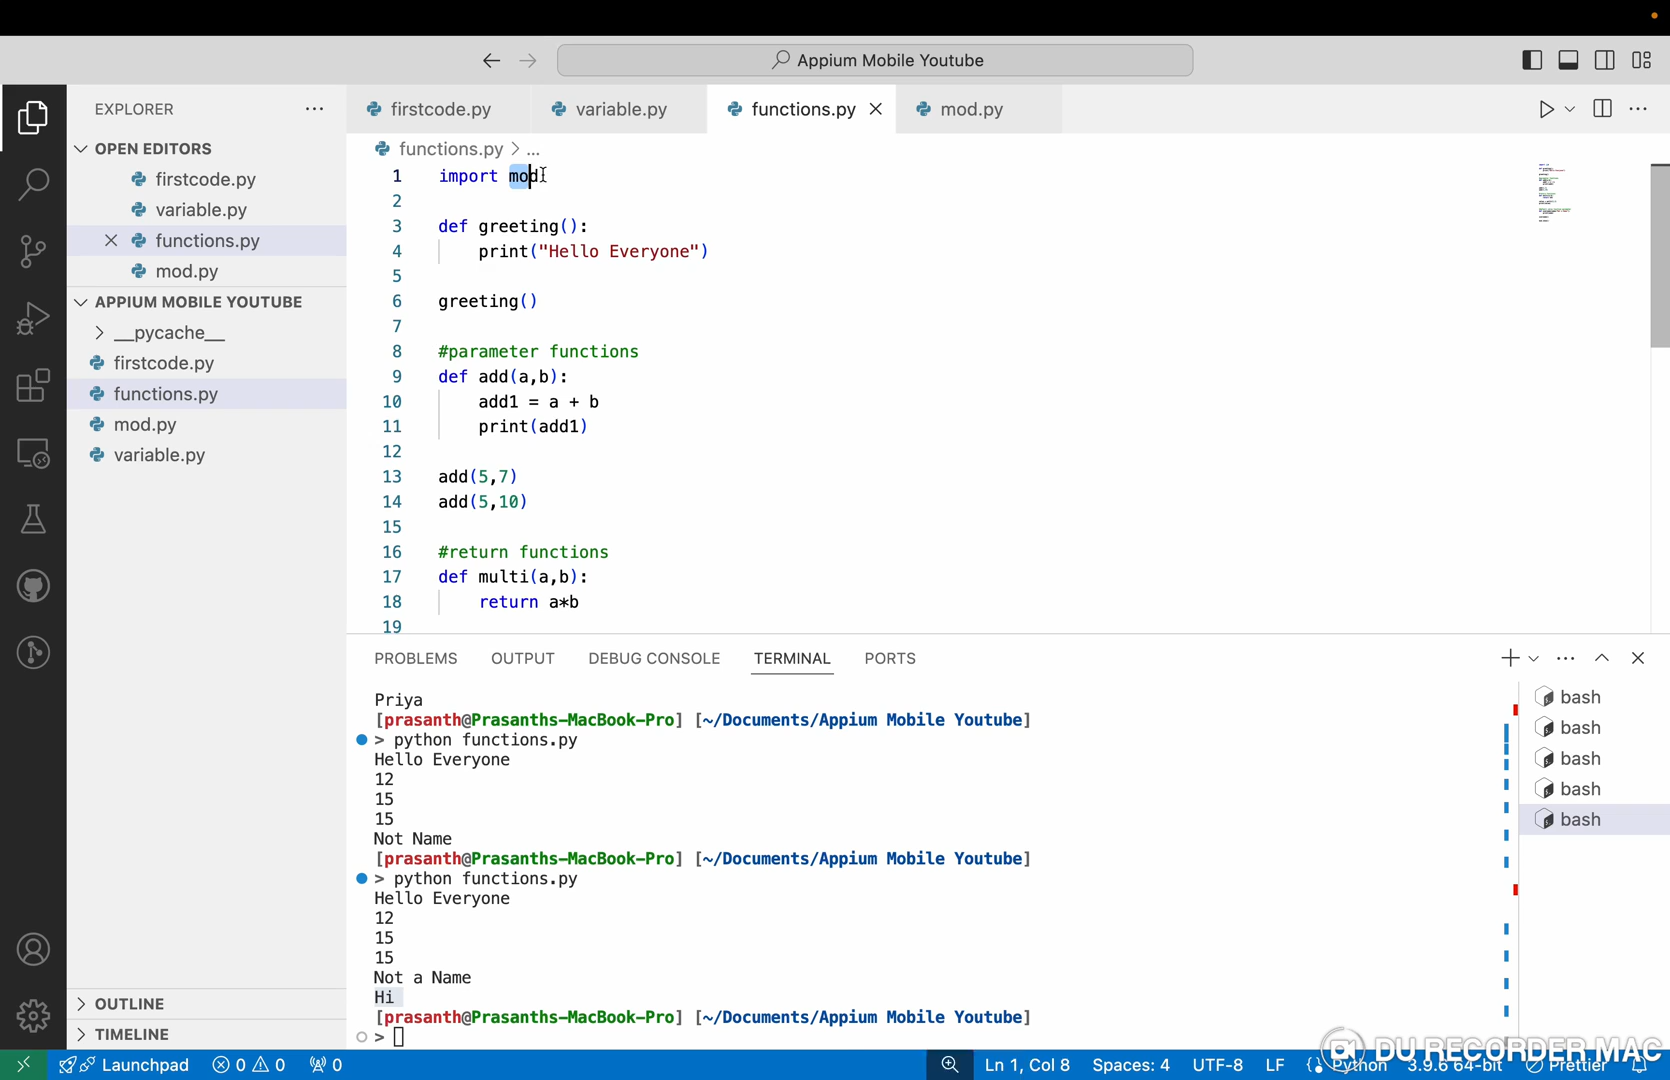 Appium Mobile Youtube
EXPLORER
firstcode.py
variable.py
functions.py
mod.py
OPEN EDITORS
firstcode.py
variable.py
functions.py
mod.py
APPIUM MOBILE YOUTUBE
__pycache__
firstcode.py
functions.py
mod.py
variable.py
OUTLINE
TIMELINE
functions.py > ...
1 import mod
2
3 def greeting():
4 print("Hello Everyone")
5
6 greeting()
7
8 #parameter functions
9 def add(a,b):
10 add1 = a + b
11 print(add1)
12
13 add(5,7)
14 add(5,10)
15
16 #return functions
17 def multi(a,b):
18 return a*b
19
PROBLEMS OUTPUT DEBUG CONSOLE TERMINAL PORTS
Priya
[prasanth@Prasanths-MacBook-Pro] [~/Documents/Appium Mobile Youtube]
> python functions.py
Hello Everyone
12
15
15
Not Name
[prasanth@Prasanths-MacBook-Pro] [~/Documents/Appium Mobile Youtube]
> python functions.py
Hello Everyone
12
15
15
Not a Name
Hi
[prasanth@Prasanths-MacBook-Pro] [~/Documents/Appium Mobile Youtube]
>
bash
bash
bash
bash
bash
DU RECORDER MAC
Launchpad 0 0 0 Ln 1, Col 8 Spaces: 4 UTF-8 LF Python 3.9.6 64-bit Prettier